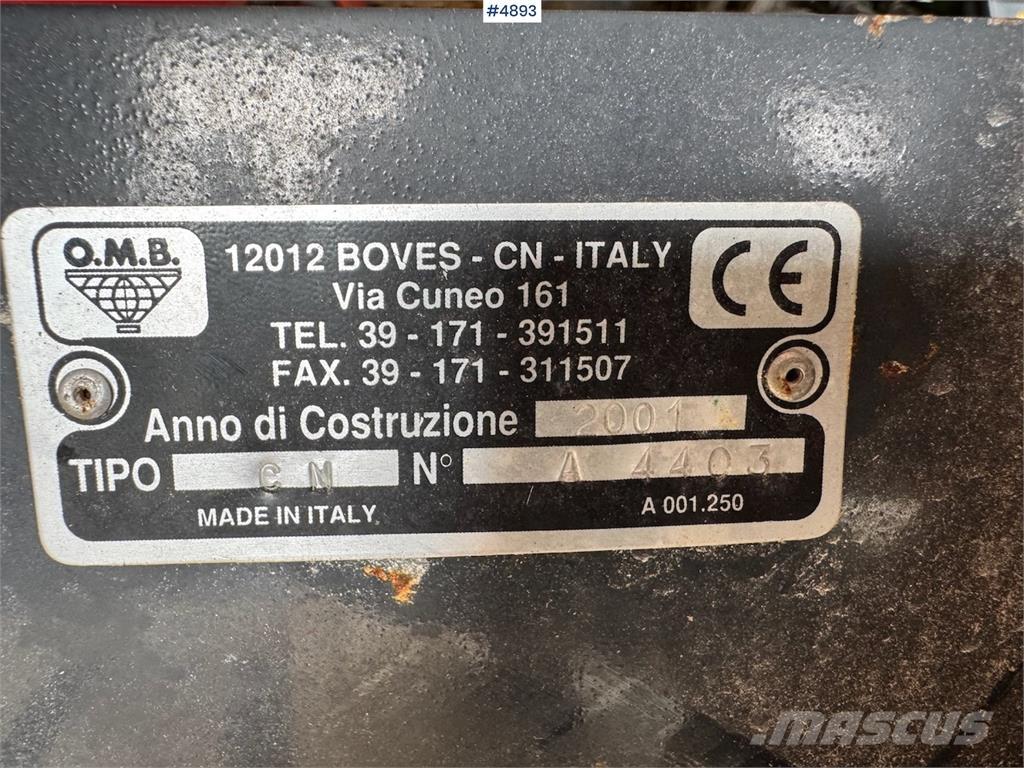 #4893
O.M.B.
12012 BOVES - CN - ITALY
CE
Via Cuneo 161
TEL. 39 - 171 - 391511
FAX. 39 - 171 - 311507
Anno di Costruzione 2001
TIPO CN N° A 4403
MADE IN ITALY A 001.250
MASCUS